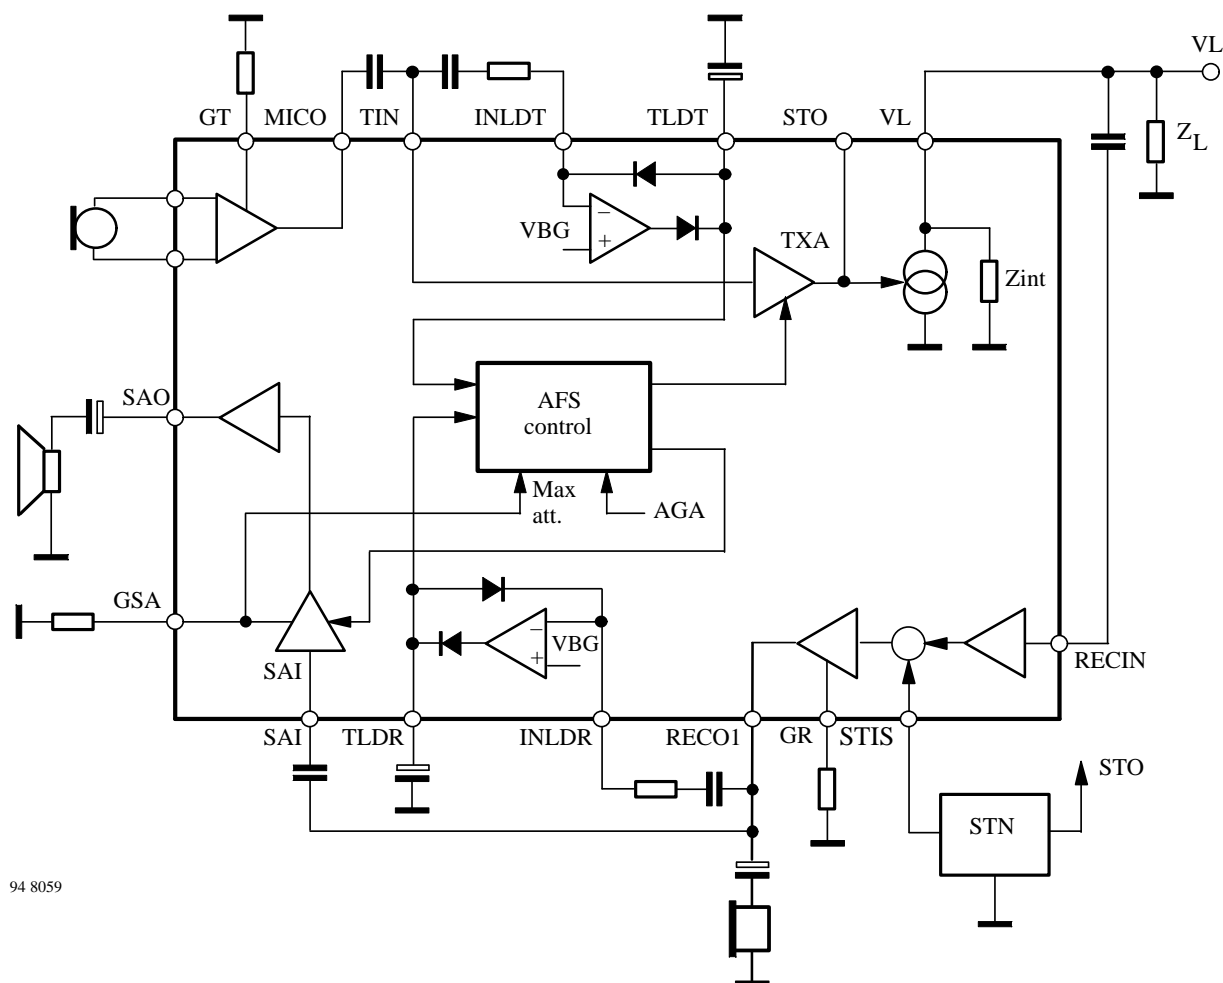 VL
GT MICO TIN INLDT TLDT STO VL
Z_L
VBG
−
+
TXA
Zint
SAO
AFS
control
Max
att.
AGA
GSA
−
+
VBG
SAI
RECIN
SAI TLDR INLDR RECO1 GR STIS
STO
STN
94 8059